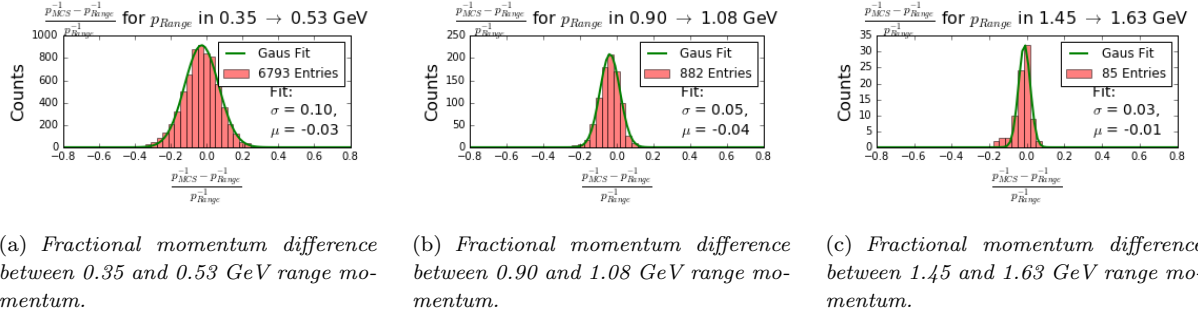 (p_MCS^-1 − p_Range^-1)/p_Range^-1 for p_Range in 0.35 → 0.53 GeV
1000
800
600
400
200
0
Counts
Gaus Fit
6793 Entries
Fit:
σ = 0.10,
μ = -0.03
−0.8 −0.6 −0.4 −0.2 0.0 0.2 0.4 0.6 0.8
(p_MCS^-1 − p_Range^-1)/p_Range^-1
(a) Fractional momentum difference
between 0.35 and 0.53 GeV range mo-
mentum.
(p_MCS^-1 − p_Range^-1)/p_Range^-1 for p_Range in 0.90 → 1.08 GeV
250
200
150
100
50
0
Counts
Gaus Fit
882 Entries
Fit:
σ = 0.05,
μ = -0.04
−0.8 −0.6 −0.4 −0.2 0.0 0.2 0.4 0.6 0.8
(p_MCS^-1 − p_Range^-1)/p_Range^-1
(b) Fractional momentum difference
between 0.90 and 1.08 GeV range mo-
mentum.
(p_MCS^-1 − p_Range^-1)/p_Range^-1 for p_Range in 1.45 → 1.63 GeV
35
30
25
20
15
10
5
0
Counts
Gaus Fit
85 Entries
Fit:
σ = 0.03,
μ = -0.01
−0.8 −0.6 −0.4 −0.2 0.0 0.2 0.4 0.6 0.8
(p_MCS^-1 − p_Range^-1)/p_Range^-1
(c) Fractional momentum difference
between 1.45 and 1.63 GeV range mo-
mentum.